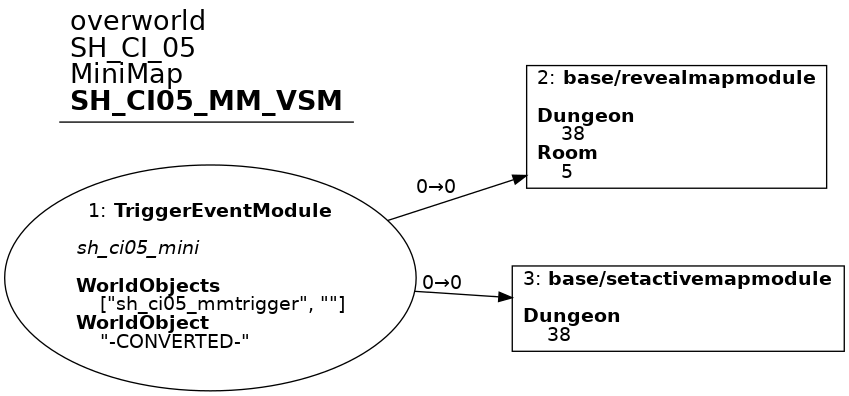 overworld
SH_CI_05
MiniMap
SH_CI05_MM_VSM
1: TriggerEventModule
sh_ci05_mini
WorldObjects
["sh_ci05_mmtrigger", ""]
WorldObject
"-CONVERTED-"
0→0
2: base/revealmapmodule
Dungeon
38
Room
5
0→0
3: base/setactivemapmodule
Dungeon
38